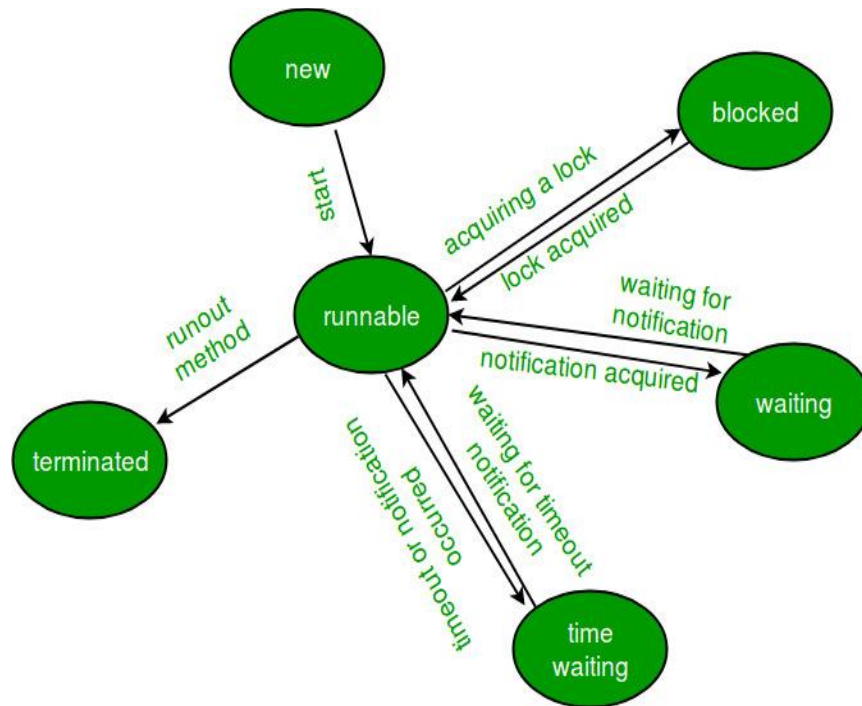 new
blocked
start
acquiring a lock
lock acquired
waiting for
notification
runnable
runout
method
notification acquired
waiting
terminated
timeout or notification
occurred
waiting for timeout
notification
time
waiting